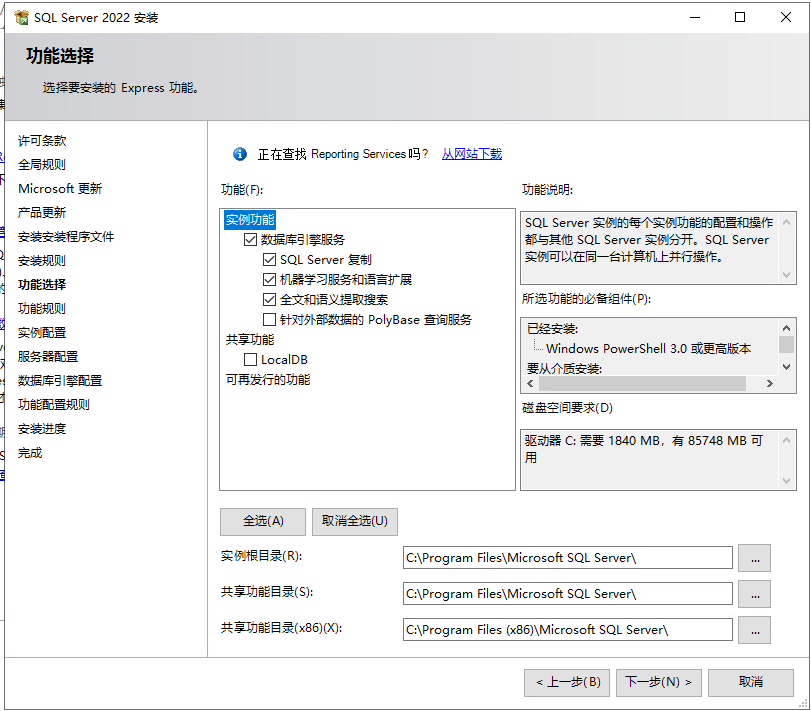 SQL Server 2022 安装
功能选择
选择要安装的 Express 功能。
许可条款
全局规则
Microsoft 更新
产品更新
安装安装程序文件
安装规则
功能选择
功能规则
实例配置
服务器配置
数据库引擎配置
功能配置规则
安装进度
完成
正在查找 Reporting Services 吗? 从网站下载
功能(F):
实例功能
数据库引擎服务
SQL Server 复制
机器学习服务和语言扩展
全文和语义提取搜索
针对外部数据的 PolyBase 查询服务
共享功能
LocalDB
可再发行的功能
功能说明:
SQL Server 实例的每个实例功能的配置和操作
都与其他 SQL Server 实例分开。SQL Server
实例可以在同一台计算机上并行操作。
所选功能的必备组件(P):
已经安装:
Windows PowerShell 3.0 或更高版本
要从介质安装:
磁盘空间要求(D)
驱动器 C: 需要 1840 MB，有 85748 MB 可
用
全选(A) 取消全选(U)
实例根目录(R): C:\Program Files\Microsoft SQL Server\ ...
共享功能目录(S): C:\Program Files\Microsoft SQL Server\ ...
共享功能目录(x86)(X): C:\Program Files (x86)\Microsoft SQL Server\ ...
< 上一步(B) 下一步(N) > 取消